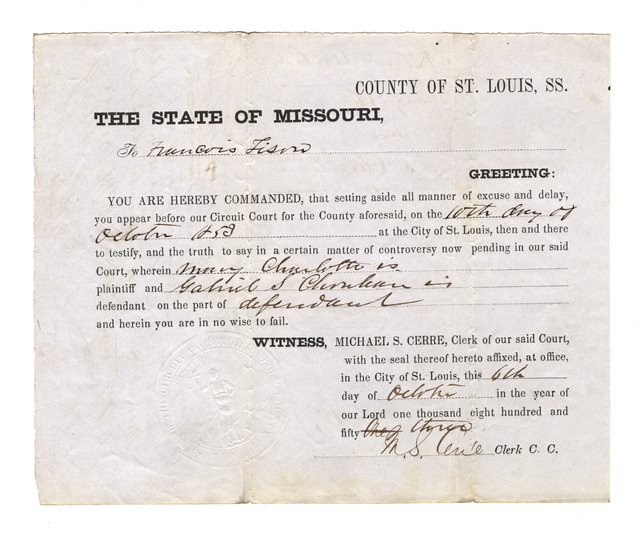 COUNTY OF ST. LOUIS, SS.
THE STATE OF MISSOURI,
To Francois Tison
GREETING:
YOU ARE HEREBY COMMANDED, that setting aside all manner of excuse and delay,
you appear before our Circuit Court for the County aforesaid, on the 10th day of
October 1853 at the City of St. Louis, then and there
to testify, and the truth to say in a certain matter of controversy now pending in our said
Court, wherein Mary Charlotte is
plaintiff and Gabriel S Chouteau is
defendant on the part of defendant
and herein you are in no wise to fail.
WITNESS, MICHAEL S. CERRE, Clerk of our said Court,
with the seal thereof hereto affixed, at office,
in the City of St. Louis, this 6th
day of October in the year of
our Lord one thousand eight hundred and
fifty three
M. S. Cerré Clerk C. C.